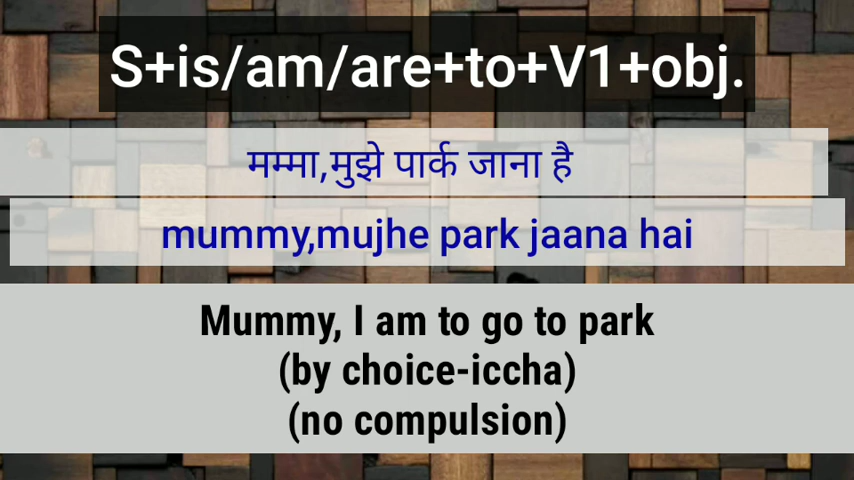 S+is/am/are+to+V1+obj.
मम्मा,मुझे पार्क जाना है
mummy,mujhe park jaana hai
Mummy, I am to go to park
(by choice-iccha)
(no compulsion)